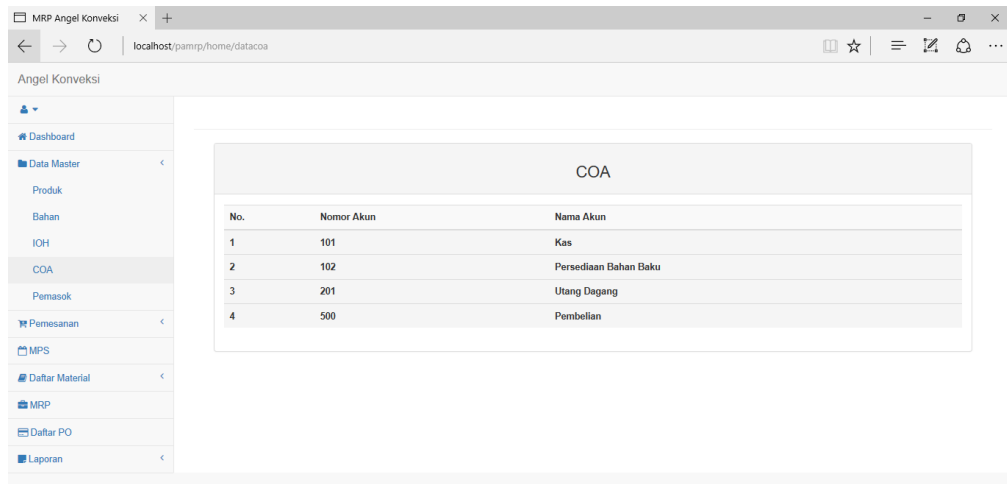 MRP Angel Konveksi
localhost/pamrp/home/datacoa
Angel Konveksi
Dashboard
Data Master
Produk
Bahan
IOH
COA
Pemasok
Pemesanan
MPS
Daftar Material
MRP
Daftar PO
Laporan
COA
No. Nomor Akun Nama Akun
1 101 Kas
2 102 Persediaan Bahan Baku
3 201 Utang Dagang
4 500 Pembelian